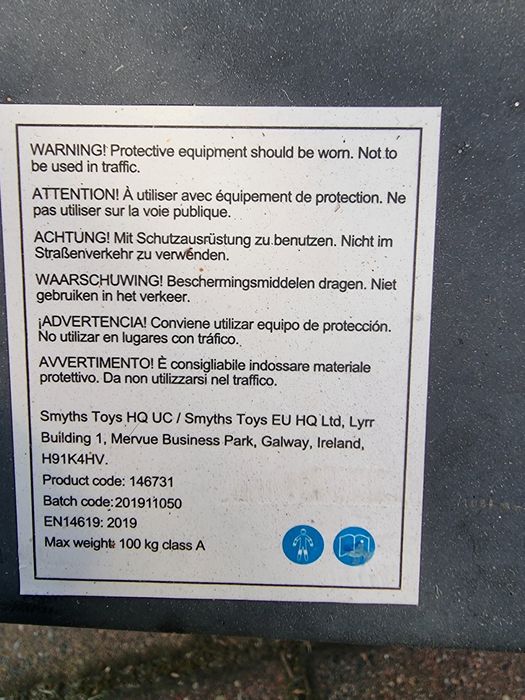 WARNING! Protective equipment should be worn. Not to
be used in traffic.
ATTENTION! À utiliser avec équipement de protection. Ne
pas utiliser sur la voie publique.
ACHTUNG! Mit Schutzausrüstung zu benutzen. Nicht im
Straßenverkehr zu verwenden.
WAARSCHUWING! Beschermingsmiddelen dragen. Niet
gebruiken in het verkeer.
¡ADVERTENCIA! Conviene utilizar equipo de protección.
No utilizar en lugares con tráfico.
AVVERTIMENTO! È consigliabile indossare materiale
protettivo. Da non utilizzarsi nel traffico.
Smyths Toys HQ UC / Smyths Toys EU HQ Ltd, Lyrr
Building 1, Mervue Business Park, Galway, Ireland,
H91K4HV.
Product code: 146731
Batch code:201911050
EN14619: 2019
Max weight: 100 kg class A